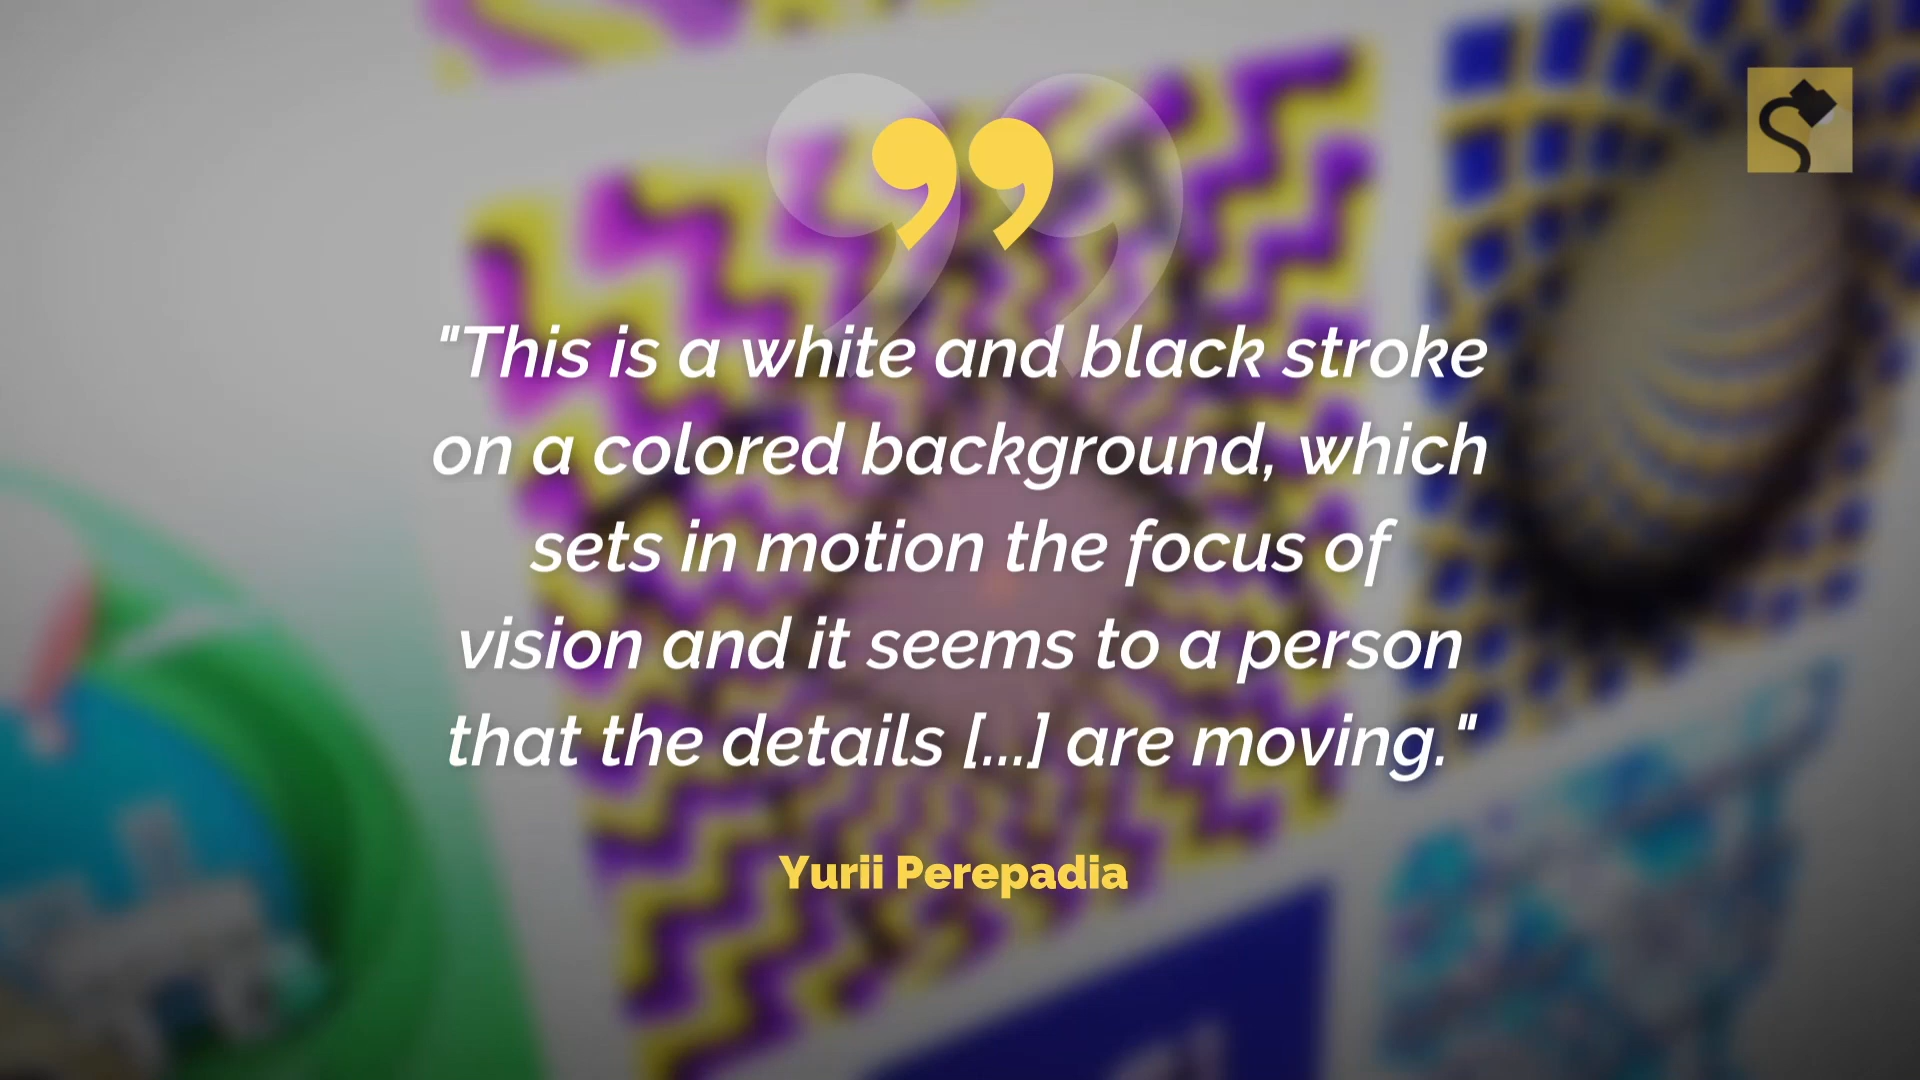 "This is a white and black stroke
on a colored background, which
sets in motion the focus of
vision and it seems to a person
that the details [...] are moving."
Yurii Perepadia